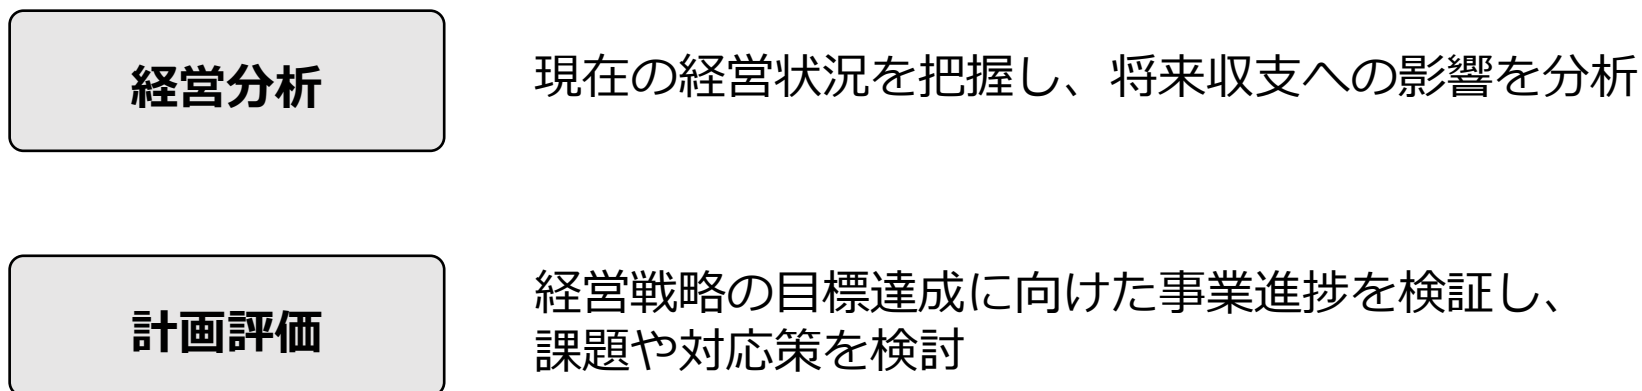 経営分析
現在の経営状況を把握し、将来収支への影響を分析
計画評価
経営戦略の目標達成に向けた事業進捗を検証し、
課題や対応策を検討